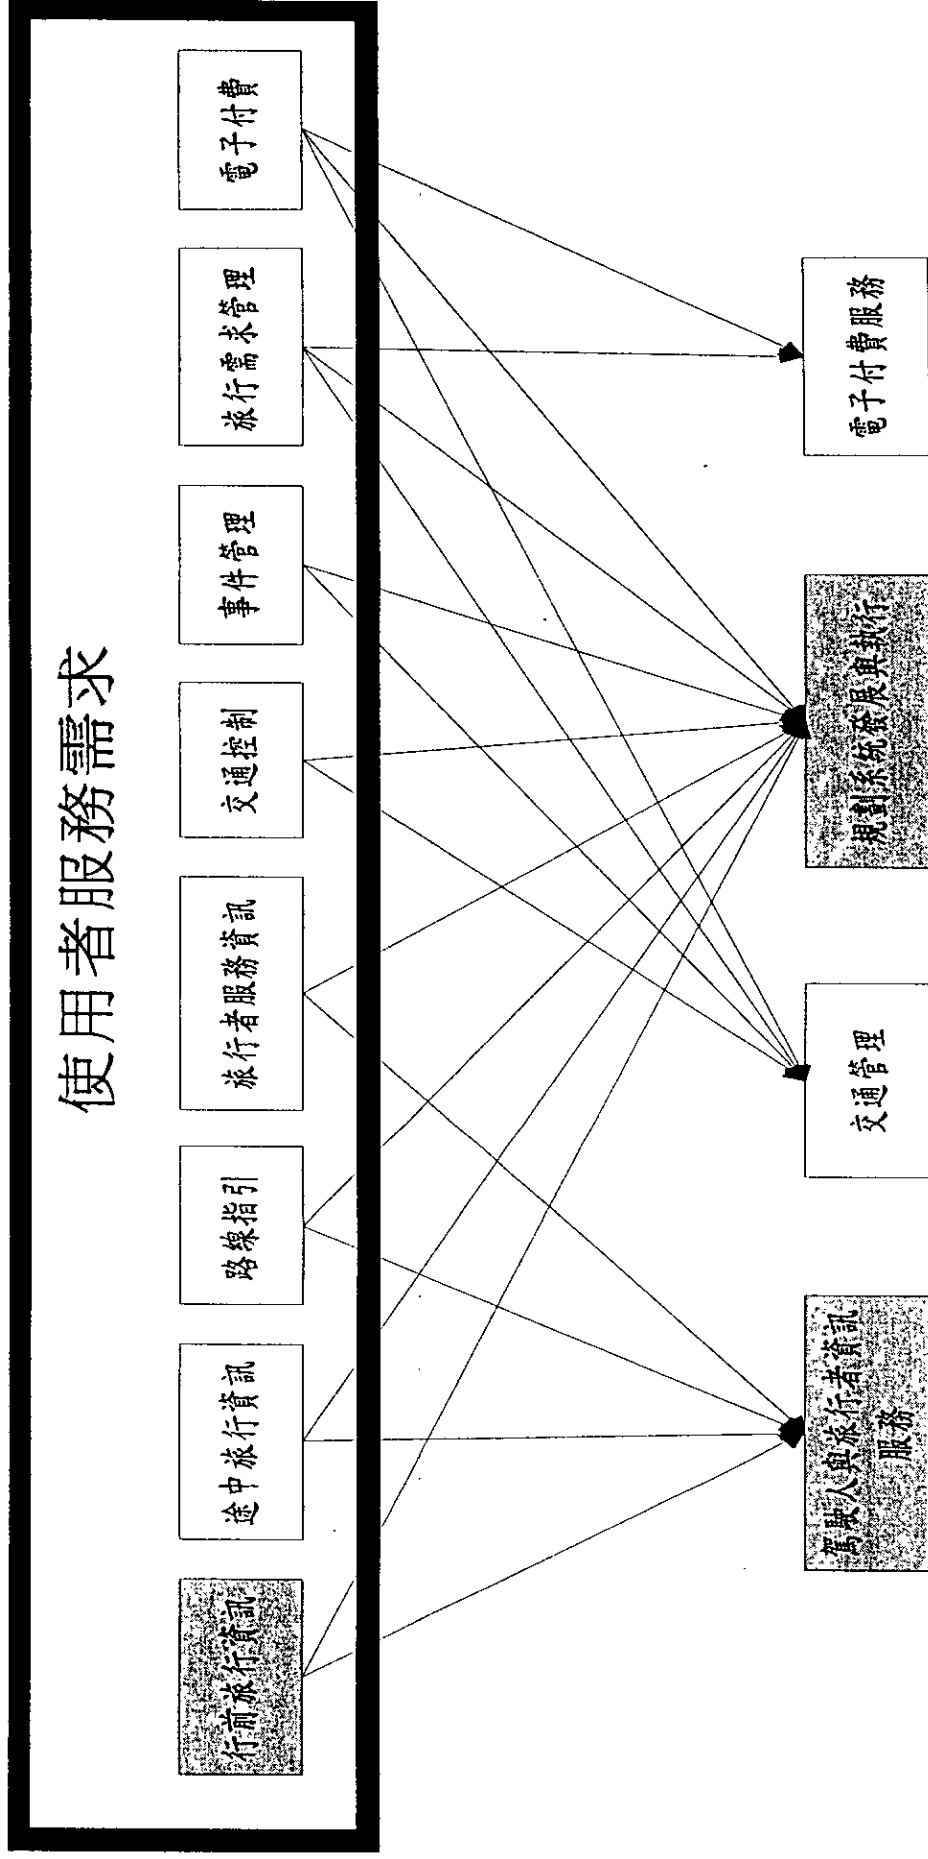 使用者服務需求
行前旅行資訊
途中旅行資訊
路線指引
旅行者服務資訊
交通控制
事件管理
旅行需求管理
電子付費
駕駛人與旅行者資訊
服務
交通管理
規劃系統發展與執行
電子付費服務